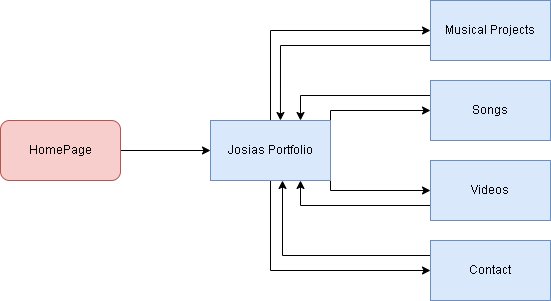 Musical Projects
Songs
HomePage
Josias Portfolio
Videos
Contact